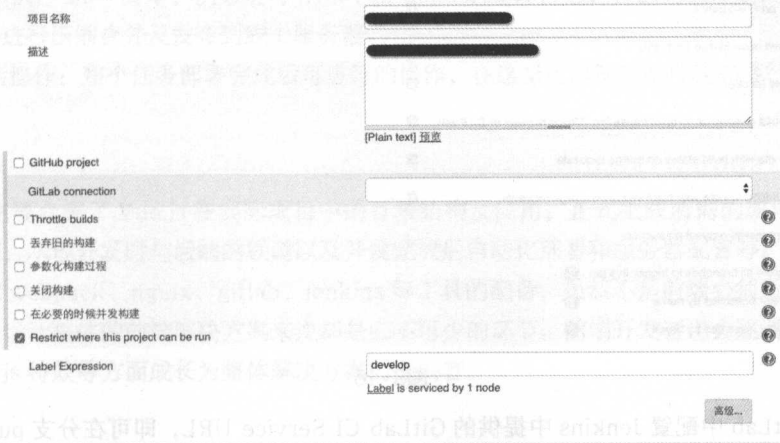 项目名称
描述
[Plain text] 预览
GitHub project
GitLab connection
Throttle builds
丢弃旧的构建
参数化构建过程
关闭构建
在必要的时候并发构建
Restrict where this project can be run
Label Expression
develop
Label is serviced by 1 node
高级...